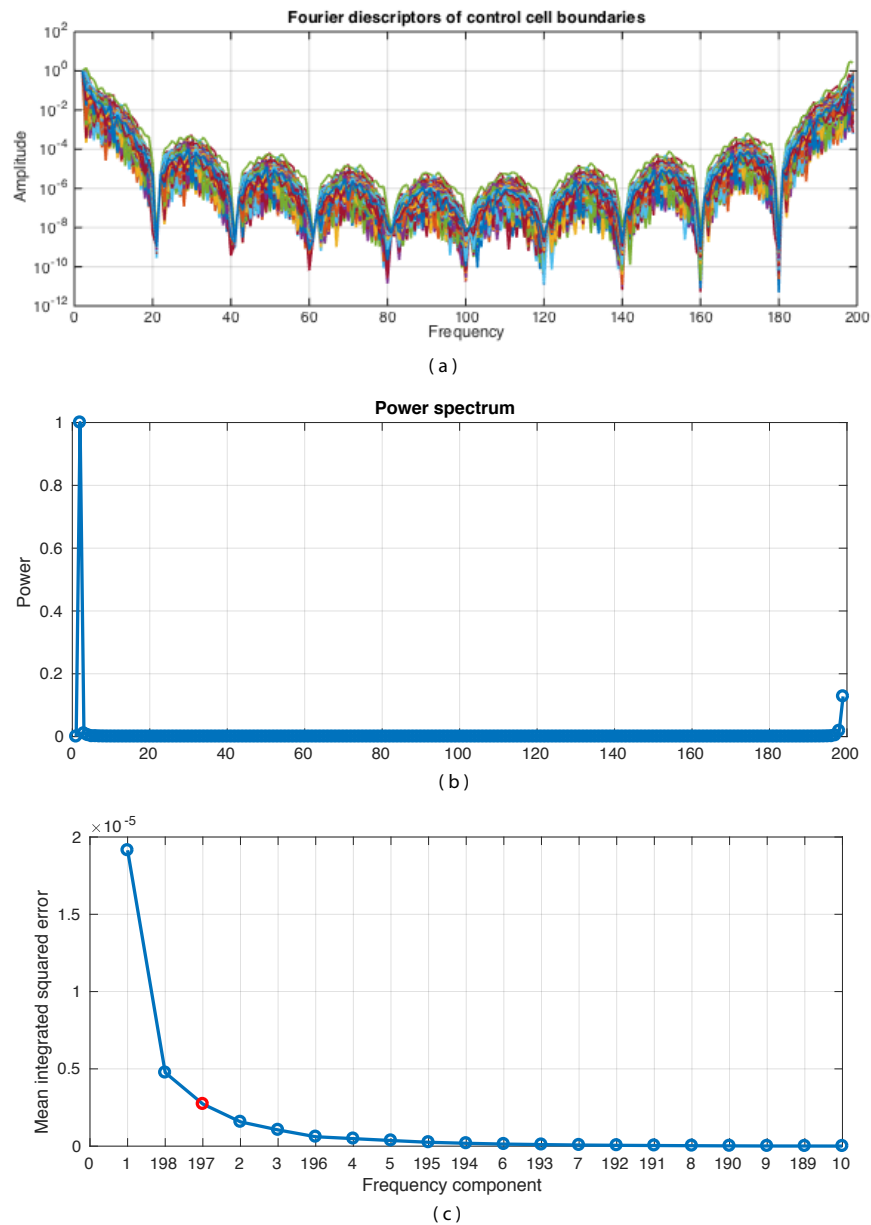 Fourier diescriptors of control cell boundaries
10^2
10^0
10^-2
10^-4
10^-6
10^-8
10^-10
10^-12
Amplitude
0 20 40 60 80 100 120 140 160 180 200
Frequency
( a )
Power spectrum
1
0.8
0.6
0.4
0.2
0
Power
0 20 40 60 80 100 120 140 160 180 200
( b )
×10^-5
2
1.5
1
0.5
0
Mean integrated squared error
0 1 198 197 2 3 196 4 5 195 194 6 193 7 192 191 8 190 9 189 10
Frequency component
( c )